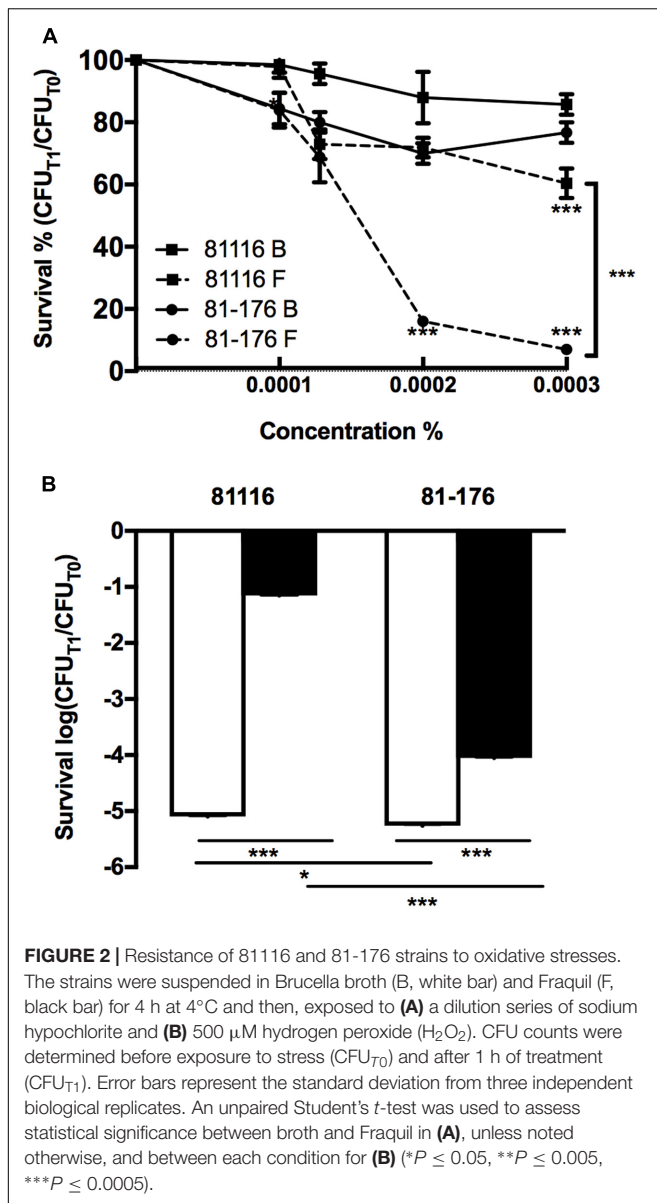 A
Survival % (CFUT1/CFUT0)
100
80
60
40
20
0
*
***
***
***
***
81116 B
81116 F
81-176 B
81-176 F
0.0001
0.0002
0.0003
Concentration %
B
81116
81-176
Survival log(CFUT1/CFUT0)
0
-1
-2
-3
-4
-5
-6
***
***
*
***
FIGURE 2 | Resistance of 81116 and 81-176 strains to oxidative stresses.
The strains were suspended in Brucella broth (B, white bar) and Fraquil (F,
black bar) for 4 h at 4°C and then, exposed to (A) a dilution series of sodium
hypochlorite and (B) 500 μM hydrogen peroxide (H2O2). CFU counts were
determined before exposure to stress (CFUT0) and after 1 h of treatment
(CFUT1). Error bars represent the standard deviation from three independent
biological replicates. An unpaired Student's t-test was used to assess
statistical significance between broth and Fraquil in (A), unless noted
otherwise, and between each condition for (B) (*P ≤ 0.05, **P ≤ 0.005,
***P ≤ 0.0005).